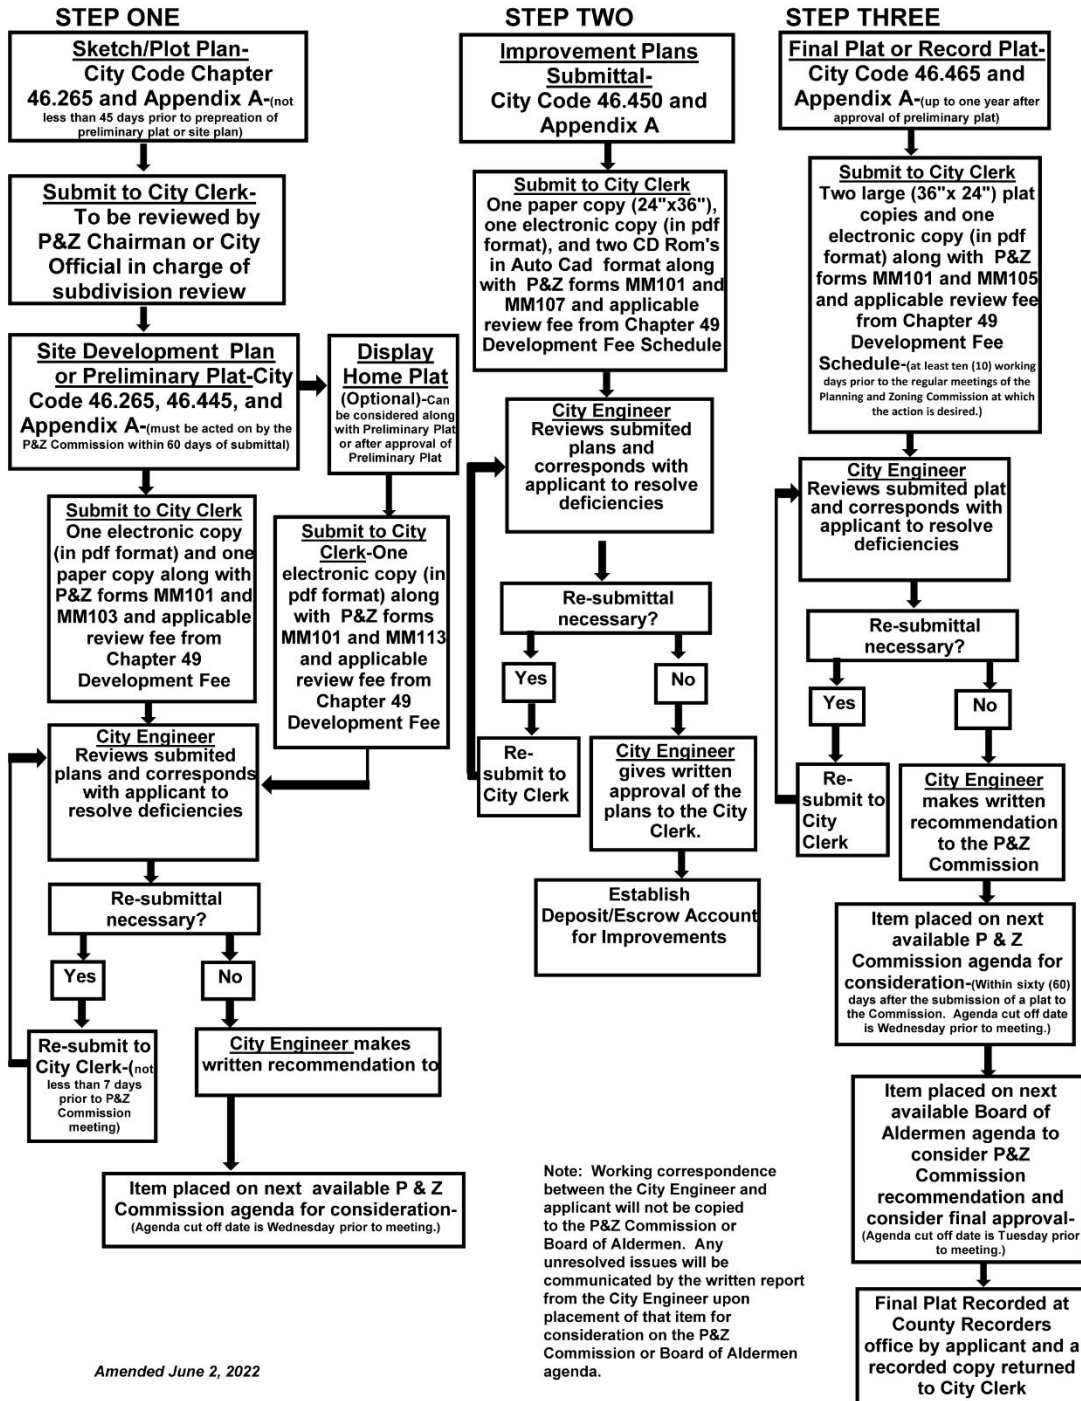 STEP ONE
Sketch/Plot Plan-
City Code Chapter
46.265 and Appendix A-(not
less than 45 days prior to prepreation of
preliminary plat or site plan)
Submit to City Clerk-
To be reviewed by
P&Z Chairman or City
Official in charge of
subdivision review
Site Development Plan
or Preliminary Plat-City
Code 46.265, 46.445, and
Appendix A-(must be acted on by the
P&Z Commission within 60 days of submittal)
Display
Home Plat
(Optional)-Can
be considered along
with Preliminary Plat
or after approval of
Preliminary Plat
Submit to City Clerk
One electronic copy
(in pdf format) and one
paper copy along with
P&Z forms MM101 and
MM103 and applicable
review fee from
Chapter 49
Development Fee
Submit to City
Clerk-One
electronic copy (in
pdf format) along
with P&Z forms
MM101 and MM113
and applicable
review fee from
Chapter 49
Development Fee
City Engineer
Reviews submited
plans and corresponds
with applicant to
resolve deficiencies
Re-submittal
necessary?
Yes
No
Re-submit to
City Clerk-(not
less than 7 days
prior to P&Z
Commission
meeting)
City Engineer makes
written recommendation to
Item placed on next available P & Z
Commission agenda for consideration-
(Agenda cut off date is Wednesday prior to meeting.)
Amended June 2, 2022
STEP TWO
Improvement Plans
Submittal-
City Code 46.450 and
Appendix A
Submit to City Clerk
One paper copy (24"x36"),
one electronic copy (in pdf
format), and two CD Rom's
in Auto Cad format along
with P&Z forms MM101 and
MM107 and applicable
review fee from Chapter 49
Development Fee Schedule
City Engineer
Reviews submited
plans and
corresponds with
applicant to resolve
deficiencies
Re-submittal
necessary?
Yes
No
Re-
submit to
City Clerk
City Engineer
gives written
approval of the
plans to the City
Clerk.
Establish
Deposit/Escrow Account
for Improvements
Note: Working correspondence
between the City Engineer and
applicant will not be copied
to the P&Z Commission or
Board of Aldermen. Any
unresolved issues will be
communicated by the written report
from the City Engineer upon
placement of that item for
consideration on the P&Z
Commission or Board of Aldermen
agenda.
STEP THREE
Final Plat or Record Plat-
City Code 46.465 and
Appendix A-(up to one year after
approval of preliminary plat)
Submit to City Clerk
Two large (36"x 24") plat
copies and one
electronic copy (in pdf
format) along with P&Z
forms MM101 and MM105
and applicable review fee
from Chapter 49
Development Fee
Schedule-(at least ten (10) working
days prior to the regular meetings of the
Planning and Zoning Commission at which
the action is desired.)
City Engineer
Reviews submited plat
and corresponds with
applicant to resolve
deficiencies
Re-submittal
necessary?
Yes
No
Re-
submit to
City
Clerk
City Engineer
makes written
recommendation
to the P&Z
Commission
Item placed on next
available P & Z
Commission agenda for
consideration-(Within sixty (60)
days after the submission of a plat to
the Commission. Agenda cut off date
is Wednesday prior to meeting.)
Item placed on next
available Board of
Aldermen agenda to
consider P&Z
Commission
recommendation and
consider final approval-
(Agenda cut off date is Tuesday prior
to meeting.)
Final Plat Recorded at
County Recorders
office by applicant and a
recorded copy returned
to City Clerk